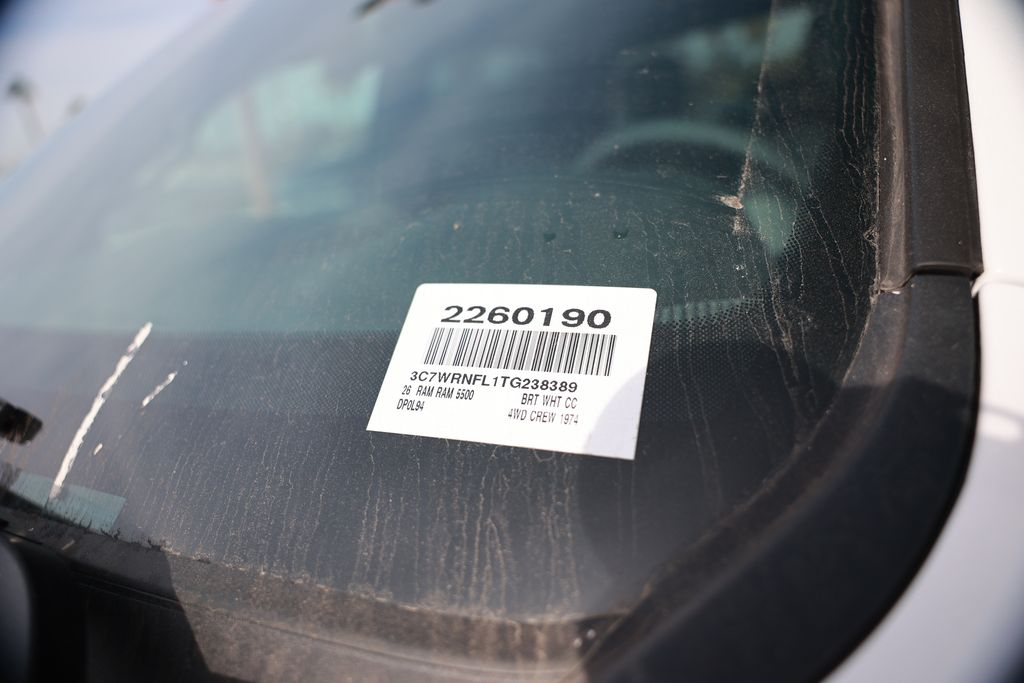 2260190
3C7WRNFL1TG238389
26 RAM RAM 5500 BRT WHT CC
DP0L94 4WD CREW 1974